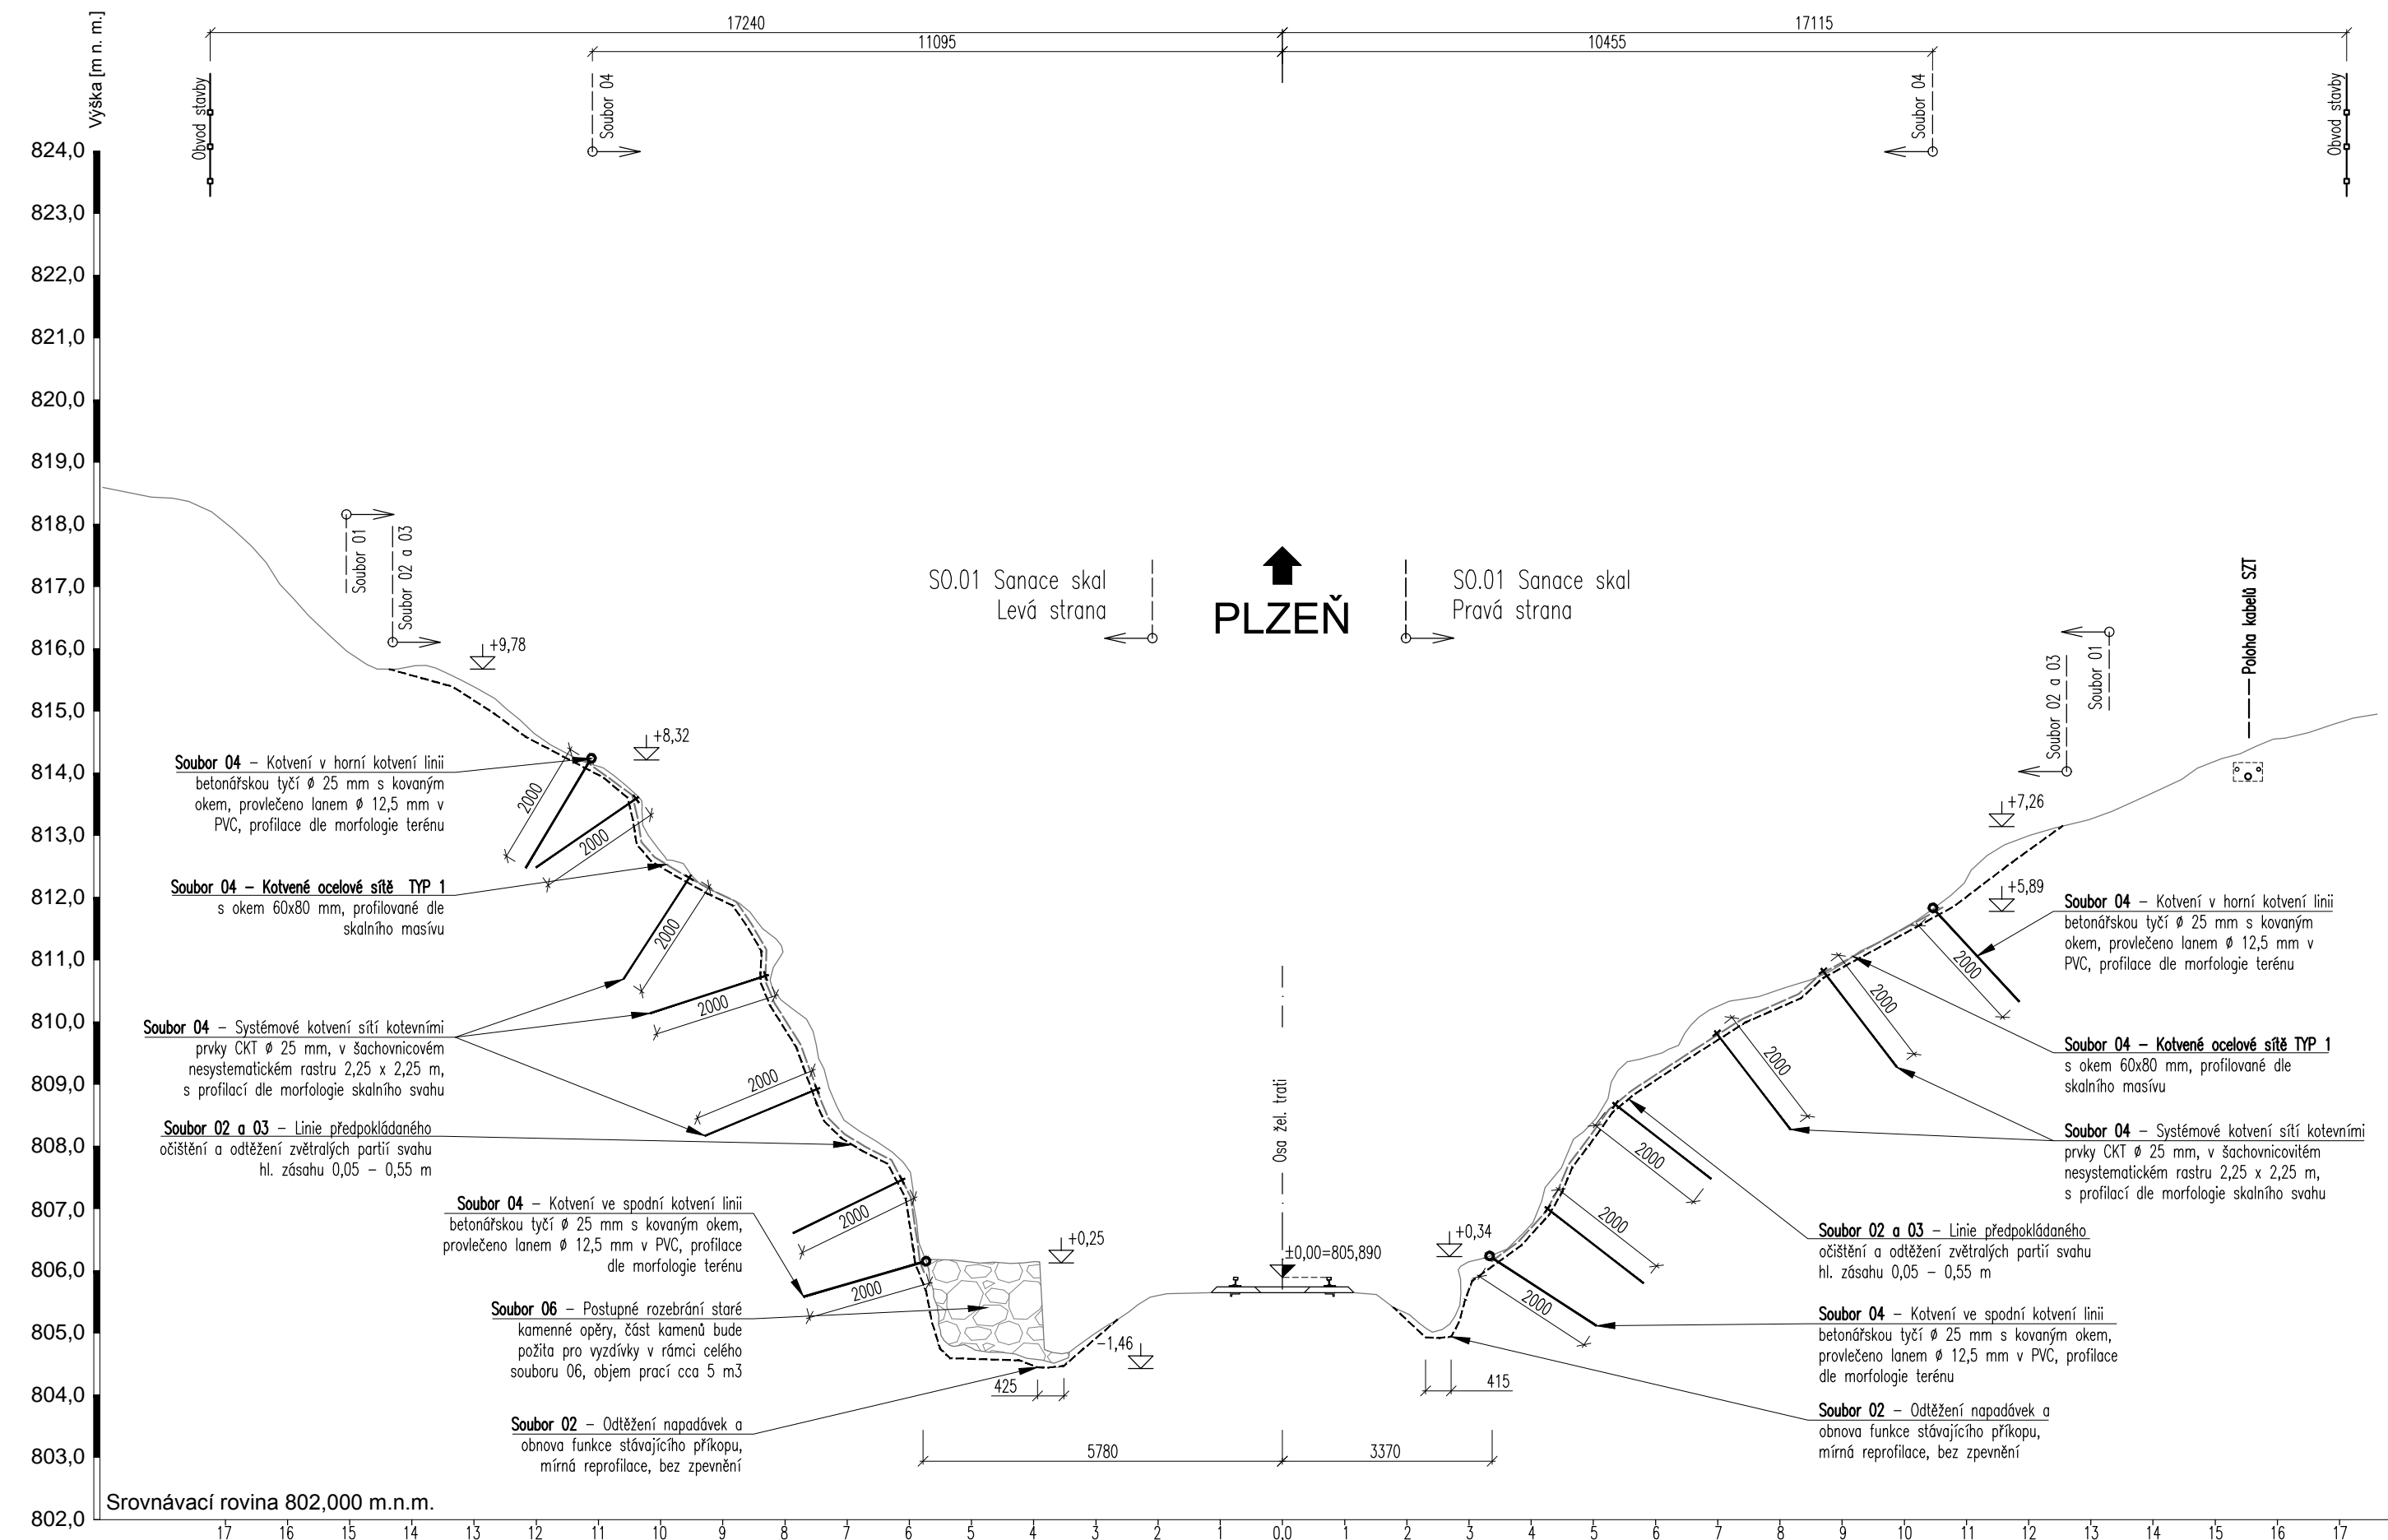 17240
17115
11095
10455
Výška [m n. m.]
Obvod stavby
Soubor 04
Soubor 04
Obvod stavby
824,0
823,0
822,0
821,0
820,0
819,0
818,0
817,0
816,0
815,0
814,0
813,0
812,0
811,0
810,0
809,0
808,0
807,0
806,0
805,0
804,0
803,0
802,0
Soubor 01
Soubor 02 a 03
+9,78
+8,32
SO.01 Sanace skal
Levá strana
PLZEŇ
SO.01 Sanace skal
Pravá strana
Poloha kabelů SZT
Soubor 01
Soubor 02 a 03
+7,26
+5,89
Soubor 04 – Kotvení v horní kotvení linii
betonářskou tyčí ø 25 mm s kovaným
okem, provlečeno lanem ø 12,5 mm v
PVC, profilace dle morfologie terénu
Soubor 04 – Kotvené ocelové sítě TYP 1
s okem 60x80 mm, profilované dle
skalního masívu
Soubor 04 – Systémové kotvení sítí kotevními
prvky CKT ø 25 mm, v šachovnicovém
nesystematickém rastru 2,25 x 2,25 m,
s profilací dle morfologie skalního svahu
Soubor 02 a 03 – Linie předpokládaného
očištění a odtěžení zvětralých partií svahu
hl. zásahu 0,05 – 0,55 m
Soubor 04 – Kotvení ve spodní kotvení linii
betonářskou tyčí ø 25 mm s kovaným okem,
provlečeno lanem ø 12,5 mm v PVC, profilace
dle morfologie terénu
Soubor 06 – Postupné rozebrání staré
kamenné opěry, část kamenů bude
požita pro vyzdívky v rámci celého
souboru 06, objem prací cca 5 m3
Soubor 02 – Odtěžení napadávek a
obnova funkce stávajícího příkopu,
mírná reprofilace, bez zpevnění
2000
2000
2000
2000
2000
2000
2000
+0,25
-1,46
425
Osa žel. trati
±0,00=805,890
+0,34
415
5780
3370
2000
2000
2000
2000
2000
2000
Soubor 04 – Kotvení v horní kotvení linii
betonářskou tyčí ø 25 mm s kovaným
okem, provlečeno lanem ø 12,5 mm v
PVC, profilace dle morfologie terénu
Soubor 04 – Kotvené ocelové sítě TYP 1
s okem 60x80 mm, profilované dle
skalního masívu
Soubor 04 – Systémové kotvení sítí kotevními
prvky CKT ø 25 mm, v šachovnicovitém
nesystematickém rastru 2,25 x 2,25 m,
s profilací dle morfologie skalního svahu
Soubor 02 a 03 – Linie předpokládaného
očištění a odtěžení zvětralých partií svahu
hl. zásahu 0,05 – 0,55 m
Soubor 04 – Kotvení ve spodní kotvení linii
betonářskou tyčí ø 25 mm s kovaným okem,
provlečeno lanem ø 12,5 mm v PVC, profilace
dle morfologie terénu
Soubor 02 – Odtěžení napadávek a
obnova funkce stávajícího příkopu,
mírná reprofilace, bez zpevnění
Srovnávací rovina 802,000 m.n.m.
17 16 15 14 13 12 11 10 9 8 7 6 5 4 3 2 1 0,0 1 2 3 4 5 6 7 8 9 10 11 12 13 14 15 16 17